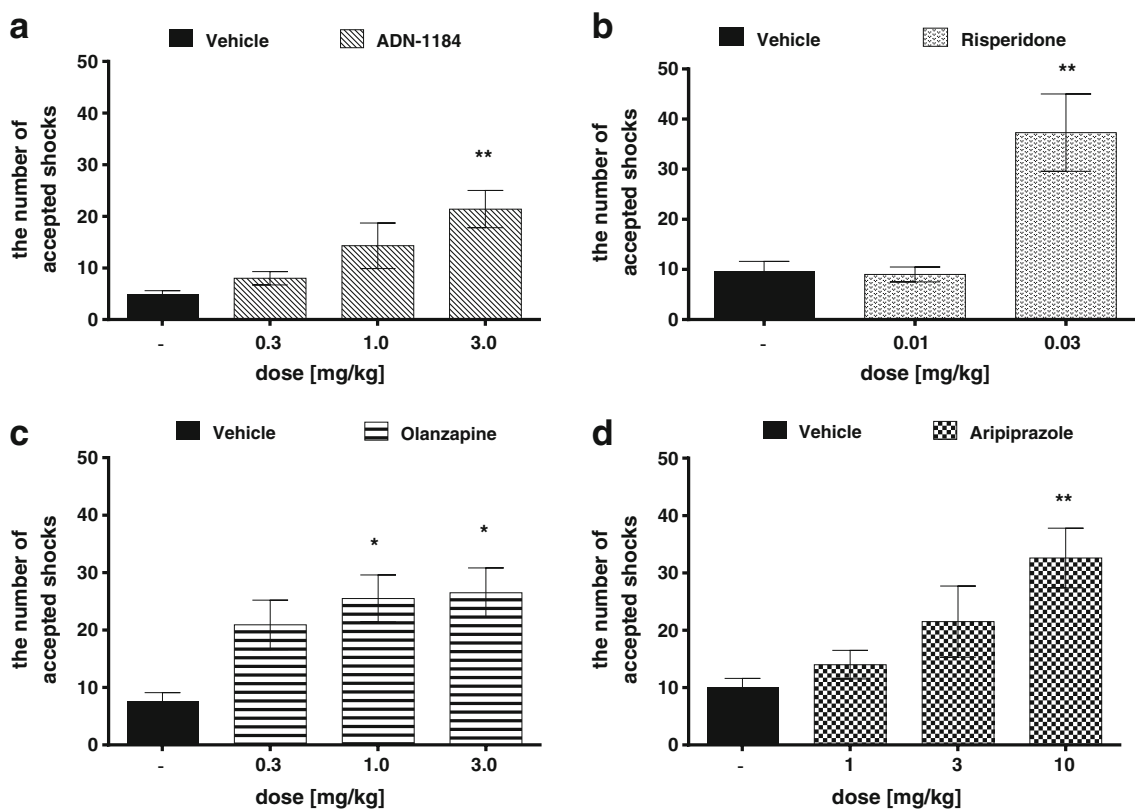 a
Vehicle ADN-1184
50
40
30
20
10
0
the number of
accepted shocks
**
- 0.3 1.0 3.0
dose [mg/kg]
b
Vehicle Risperidone
50
40
30
20
10
0
the number of
accepted shocks
**
- 0.01 0.03
dose [mg/kg]
c
Vehicle Olanzapine
50
40
30
20
10
0
the number of
accepted shocks
* *
- 0.3 1.0 3.0
dose [mg/kg]
d
Vehicle Aripiprazole
50
40
30
20
10
0
the number of
accepted shocks
**
- 1 3 10
dose [mg/kg]